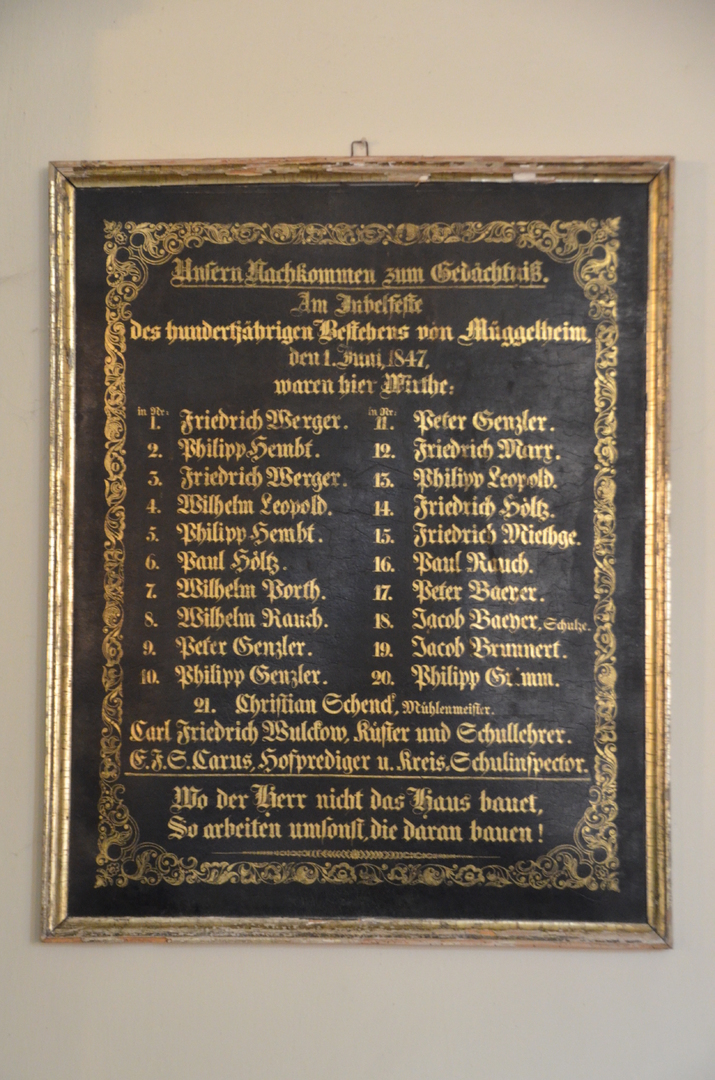 Unsern Nachkommen zum Gedächtniß.
Am Jubelfeste
des hundertjährigen Bestehens von Müggelheim,
den 1. Juni, 1847,
waren hier Wirthe:
in Nr: in Nr:
1. Friedrich Werger. 11. Peter Genzler.
2. Philipp Hembt. 12. Friedrich Marx.
3. Friedrich Werger. 13. Philipp Leopold.
4. Wilhelm Leopold. 14. Friedrich Höltz.
5. Philipp Hembt. 15. Friedrich Miethge.
6. Paul Höltz. 16. Paul Rauch.
7. Wilhelm Porth. 17. Peter Baeyer.
8. Wilhelm Rauch. 18. Jacob Baeyer, Schulze.
9. Peter Genzler. 19. Jacob Brunnert.
10. Philipp Genzler. 20. Philipp Grimm.
21. Christian Schenck, Mühlenmeister.
Carl Friedrich Wulckow, Küster und Schullehrer.
E. F. S. Carus, Hofprediger u. Kreis-Schulinspector.
Wo der Herr nicht das Haus bauet,
So arbeiten umsonst, die daran bauen!